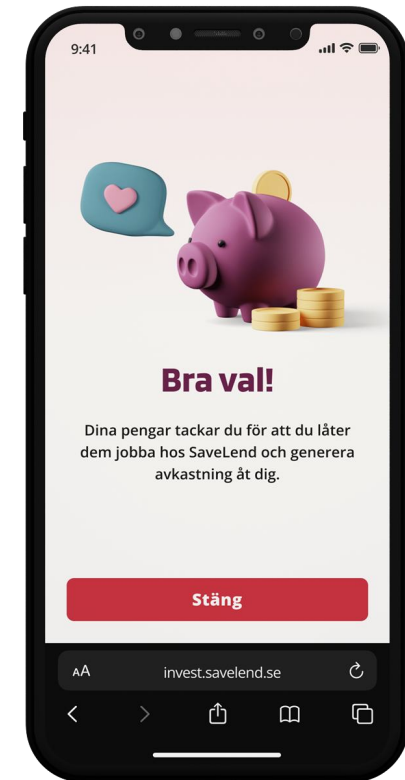 9:41
Bra val!
Dina pengar tackar du för att du låter
dem jobba hos SaveLend och generera
avkastning åt dig.
Stäng
AA
invest.savelend.se